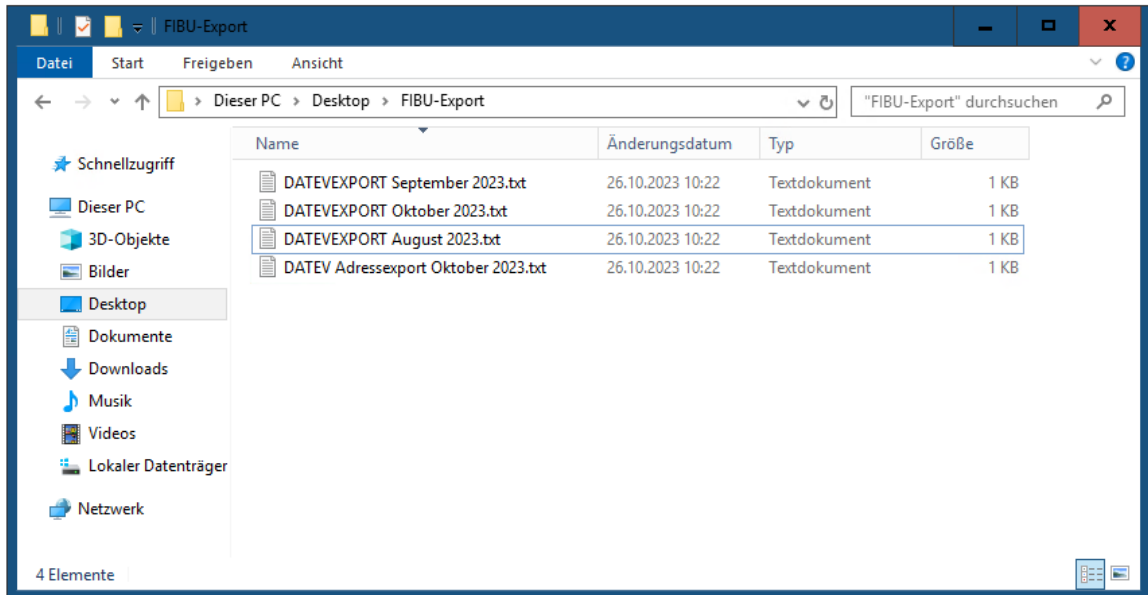 FIBU-Export
Datei Start Freigeben Ansicht
Dieser PC > Desktop > FIBU-Export "FIBU-Export" durchsuchen
Name Änderungsdatum Typ Größe
Schnellzugriff
Dieser PC
3D-Objekte
Bilder
Desktop
Dokumente
Downloads
Musik
Videos
Lokaler Datenträger
Netzwerk
DATEVEXPORT September 2023.txt 26.10.2023 10:22 Textdokument 1 KB
DATEVEXPORT Oktober 2023.txt 26.10.2023 10:22 Textdokument 1 KB
DATEVEXPORT August 2023.txt 26.10.2023 10:22 Textdokument 1 KB
DATEV Adressexport Oktober 2023.txt 26.10.2023 10:22 Textdokument 1 KB
4 Elemente